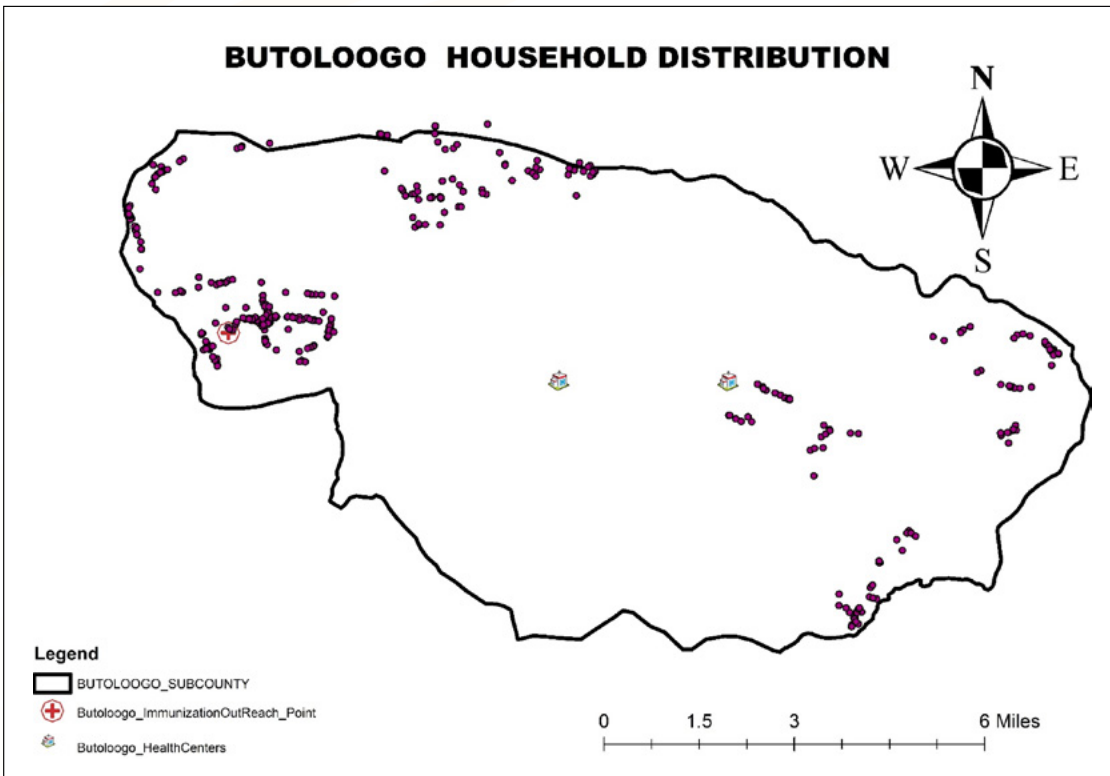 BUTOLOOGO HOUSEHOLD DISTRIBUTION
N
W E
S
Legend
BUTOLOOGO_SUBCOUNTY
Butoloogo_ImmunizationOutReach_Point
Butoloogo_HealthCenters
0 1.5 3 6 Miles